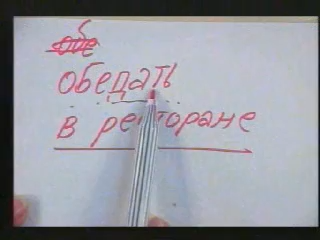 обе
обедать
в ресторане